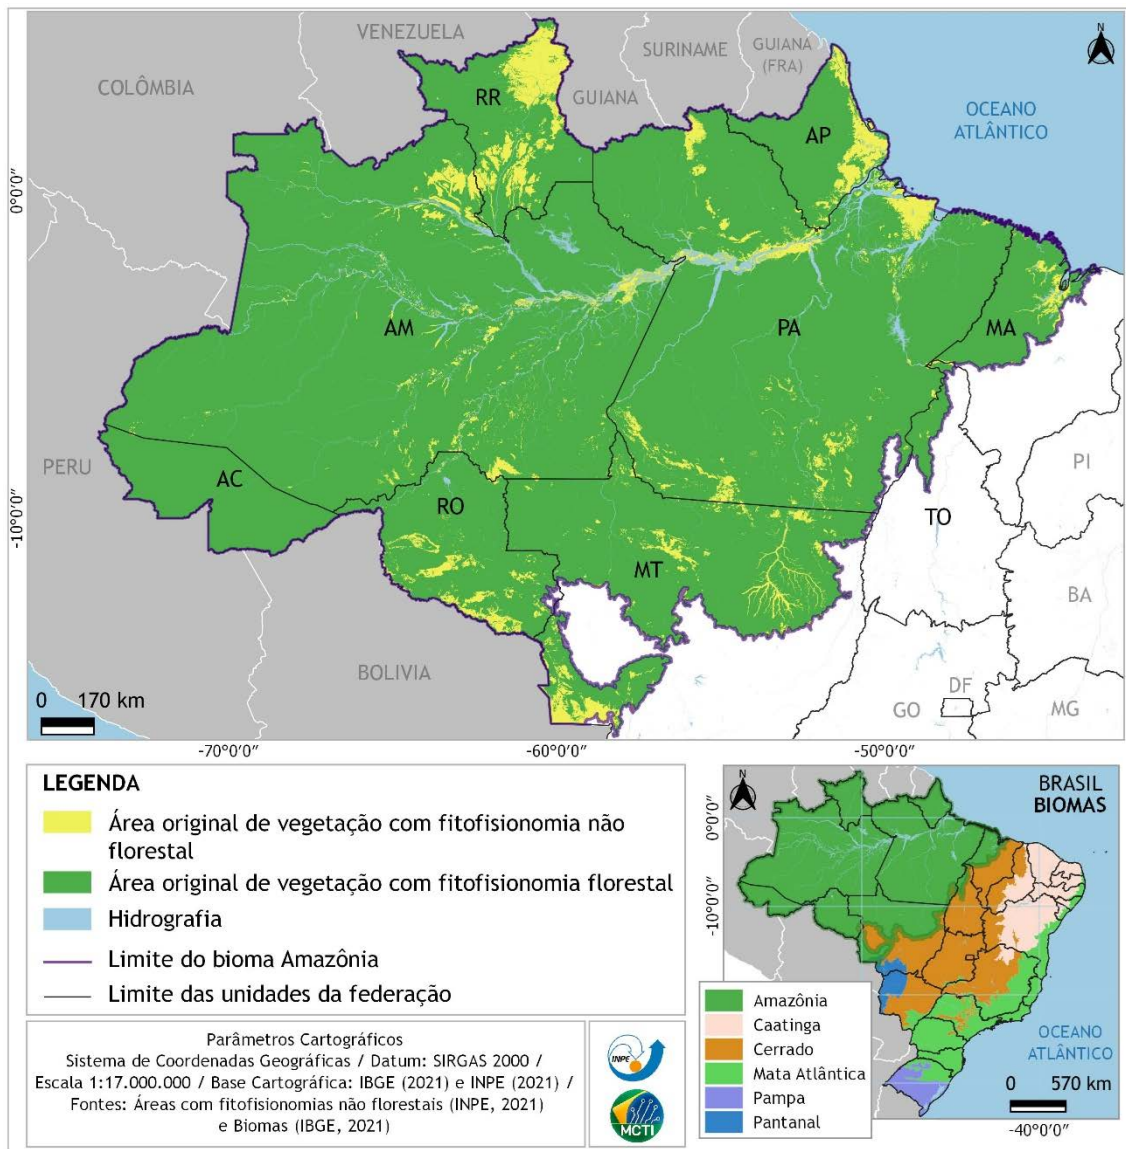 VENEZUELA
SURINAME
GUIANA
(FRA)
N
COLÔMBIA
GUIANA
RR
AP
OCEANO
ATLÂNTICO
0°0'0"
AM
PA
MA
PERU
AC
RO
MT
TO
PI
-10°0'0"
BA
BOLIVIA
DF
GO
MG
0 170 km
-70°0'0"
-60°0'0"
-50°0'0"
LEGENDA
Área original de vegetação com fitofisionomia não
florestal
Área original de vegetação com fitofisionomia florestal
Hidrografia
Limite do bioma Amazônia
Limite das unidades da federação
Parâmetros Cartográficos
Sistema de Coordenadas Geográficas / Datum: SIRGAS 2000 /
Escala 1:17.000.000 / Base Cartográfica: IBGE (2021) e INPE (2021) /
Fontes: Áreas com fitofisionomias não florestais (INPE, 2021)
e Biomas (IBGE, 2021)
INPE
MCTI
N
BRASIL
BIOMAS
0°0'0"
-10°0'0"
Amazônia
Caatinga
Cerrado
Mata Atlântica
Pampa
Pantanal
OCEANO
ATLÂNTICO
0 570 km
-40°0'0"